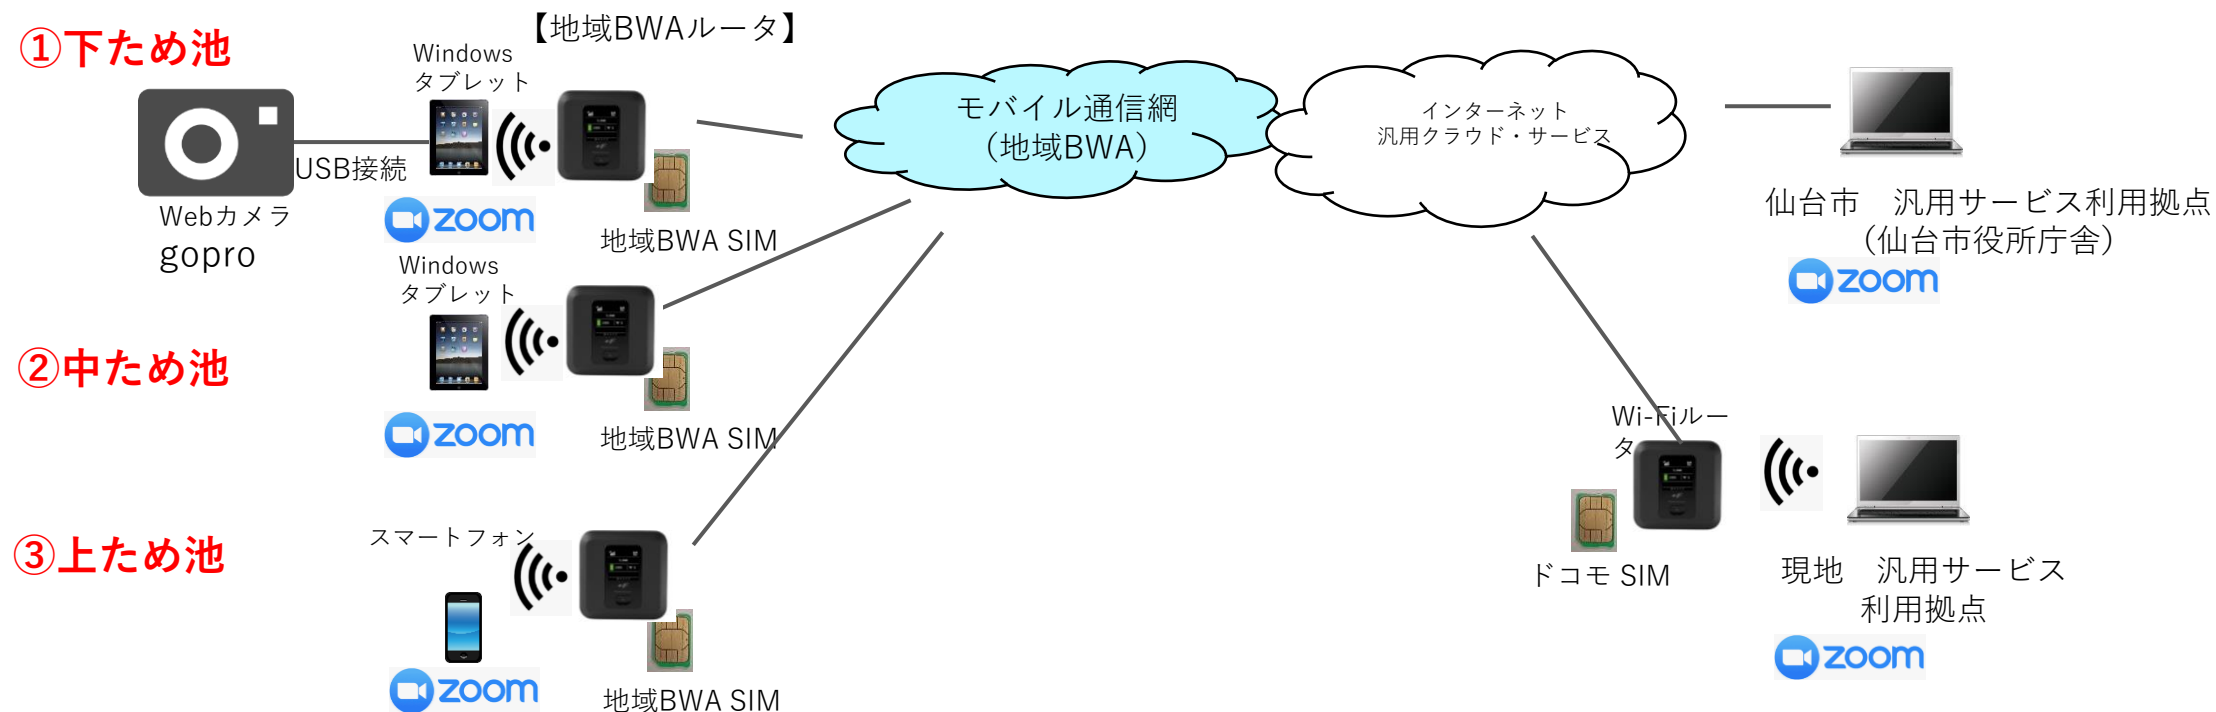 【地域BWAルータ】
①下ため池
Windows
タブレット
USB接続
Webカメラ
gopro
zoom
地域BWA SIM
モバイル通信網
（地域BWA）
インターネット
汎用クラウド・サービス
仙台市　汎用サービス利用拠点
（仙台市役所庁舎）
zoom
②中ため池
Windows
タブレット
zoom
地域BWA SIM
③上ため池
スマートフォン
zoom
地域BWA SIM
Wi-Fiルー
タ
ドコモ SIM
現地　汎用サービス
利用拠点
zoom